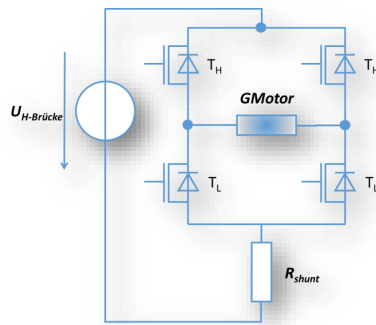 T_H
T_H
GMotor
U_H-Brücke
T_L
T_L
R_shunt